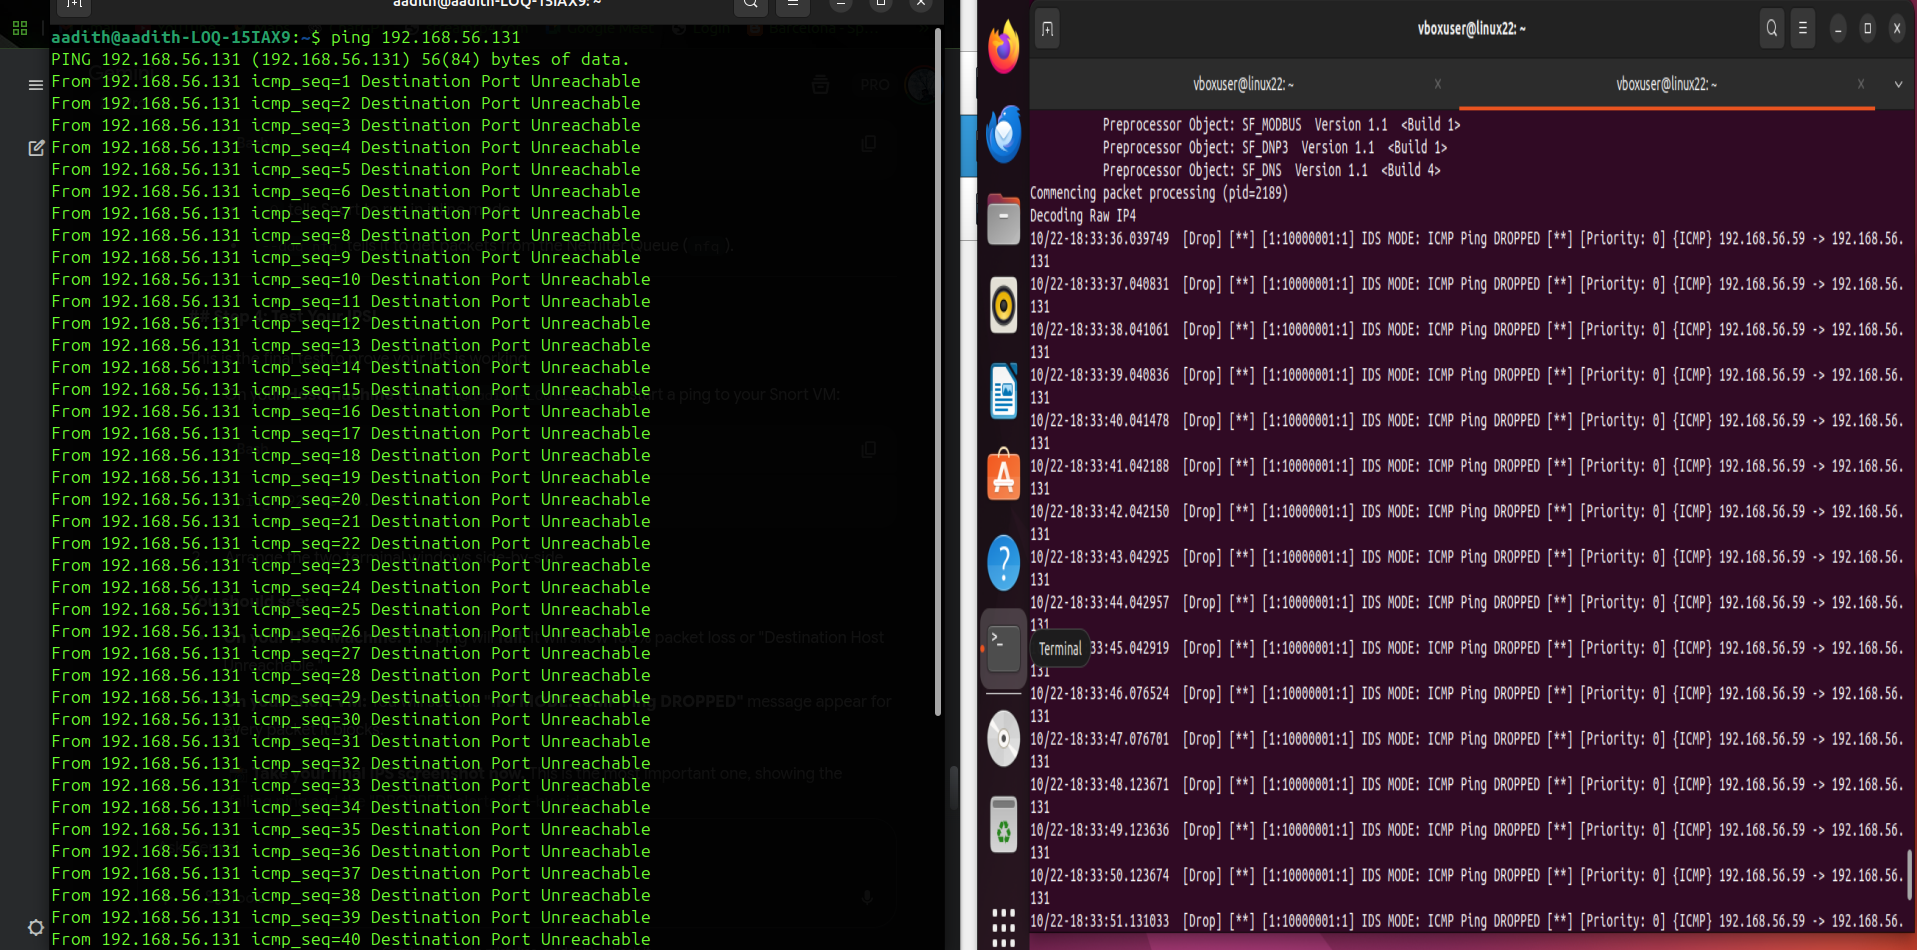 aadith@aadith-LOQ-15IAX9: ~
aadith@aadith-LOQ-15IAX9:~$ ping 192.168.56.131
PING 192.168.56.131 (192.168.56.131) 56(84) bytes of data.
From 192.168.56.131 icmp_seq=1 Destination Port Unreachable
From 192.168.56.131 icmp_seq=2 Destination Port Unreachable
From 192.168.56.131 icmp_seq=3 Destination Port Unreachable
From 192.168.56.131 icmp_seq=4 Destination Port Unreachable
From 192.168.56.131 icmp_seq=5 Destination Port Unreachable
From 192.168.56.131 icmp_seq=6 Destination Port Unreachable
From 192.168.56.131 icmp_seq=7 Destination Port Unreachable
From 192.168.56.131 icmp_seq=8 Destination Port Unreachable
From 192.168.56.131 icmp_seq=9 Destination Port Unreachable
From 192.168.56.131 icmp_seq=10 Destination Port Unreachable
From 192.168.56.131 icmp_seq=11 Destination Port Unreachable
From 192.168.56.131 icmp_seq=12 Destination Port Unreachable
From 192.168.56.131 icmp_seq=13 Destination Port Unreachable
From 192.168.56.131 icmp_seq=14 Destination Port Unreachable
From 192.168.56.131 icmp_seq=15 Destination Port Unreachable
From 192.168.56.131 icmp_seq=16 Destination Port Unreachable
From 192.168.56.131 icmp_seq=17 Destination Port Unreachable
From 192.168.56.131 icmp_seq=18 Destination Port Unreachable
From 192.168.56.131 icmp_seq=19 Destination Port Unreachable
From 192.168.56.131 icmp_seq=20 Destination Port Unreachable
From 192.168.56.131 icmp_seq=21 Destination Port Unreachable
From 192.168.56.131 icmp_seq=22 Destination Port Unreachable
From 192.168.56.131 icmp_seq=23 Destination Port Unreachable
From 192.168.56.131 icmp_seq=24 Destination Port Unreachable
From 192.168.56.131 icmp_seq=25 Destination Port Unreachable
From 192.168.56.131 icmp_seq=26 Destination Port Unreachable
From 192.168.56.131 icmp_seq=27 Destination Port Unreachable
From 192.168.56.131 icmp_seq=28 Destination Port Unreachable
From 192.168.56.131 icmp_seq=29 Destination Port Unreachable
From 192.168.56.131 icmp_seq=30 Destination Port Unreachable
From 192.168.56.131 icmp_seq=31 Destination Port Unreachable
From 192.168.56.131 icmp_seq=32 Destination Port Unreachable
From 192.168.56.131 icmp_seq=33 Destination Port Unreachable
From 192.168.56.131 icmp_seq=34 Destination Port Unreachable
From 192.168.56.131 icmp_seq=35 Destination Port Unreachable
From 192.168.56.131 icmp_seq=36 Destination Port Unreachable
From 192.168.56.131 icmp_seq=37 Destination Port Unreachable
From 192.168.56.131 icmp_seq=38 Destination Port Unreachable
From 192.168.56.131 icmp_seq=39 Destination Port Unreachable
From 192.168.56.131 icmp_seq=40 Destination Port Unreachable
PRO
Queue ( nfq ).
a ping to your Snort VM:
packet loss or "Destination Host
DROPPED" message appear for
important one, showing the
vboxuser@linux22: ~
vboxuser@linux22: ~
vboxuser@linux22: ~
Preprocessor Object: SF_MODBUS Version 1.1 <Build 1>
Preprocessor Object: SF_DNP3 Version 1.1 <Build 1>
Preprocessor Object: SF_DNS Version 1.1 <Build 4>
Commencing packet processing (pid=2189)
Decoding Raw IP4
10/22-18:33:36.039749 [Drop] [**] [1:10000001:1] IDS MODE: ICMP Ping DROPPED [**] [Priority: 0] {ICMP} 192.168.56.59 -> 192.168.56.
131
10/22-18:33:37.040831 [Drop] [**] [1:10000001:1] IDS MODE: ICMP Ping DROPPED [**] [Priority: 0] {ICMP} 192.168.56.59 -> 192.168.56.
131
10/22-18:33:38.041061 [Drop] [**] [1:10000001:1] IDS MODE: ICMP Ping DROPPED [**] [Priority: 0] {ICMP} 192.168.56.59 -> 192.168.56.
131
10/22-18:33:39.040836 [Drop] [**] [1:10000001:1] IDS MODE: ICMP Ping DROPPED [**] [Priority: 0] {ICMP} 192.168.56.59 -> 192.168.56.
131
10/22-18:33:40.041478 [Drop] [**] [1:10000001:1] IDS MODE: ICMP Ping DROPPED [**] [Priority: 0] {ICMP} 192.168.56.59 -> 192.168.56.
131
10/22-18:33:41.042188 [Drop] [**] [1:10000001:1] IDS MODE: ICMP Ping DROPPED [**] [Priority: 0] {ICMP} 192.168.56.59 -> 192.168.56.
131
10/22-18:33:42.042150 [Drop] [**] [1:10000001:1] IDS MODE: ICMP Ping DROPPED [**] [Priority: 0] {ICMP} 192.168.56.59 -> 192.168.56.
131
10/22-18:33:43.042925 [Drop] [**] [1:10000001:1] IDS MODE: ICMP Ping DROPPED [**] [Priority: 0] {ICMP} 192.168.56.59 -> 192.168.56.
131
10/22-18:33:44.042957 [Drop] [**] [1:10000001:1] IDS MODE: ICMP Ping DROPPED [**] [Priority: 0] {ICMP} 192.168.56.59 -> 192.168.56.
131
Terminal
33:45.042919 [Drop] [**] [1:10000001:1] IDS MODE: ICMP Ping DROPPED [**] [Priority: 0] {ICMP} 192.168.56.59 -> 192.168.56.
131
10/22-18:33:46.076524 [Drop] [**] [1:10000001:1] IDS MODE: ICMP Ping DROPPED [**] [Priority: 0] {ICMP} 192.168.56.59 -> 192.168.56.
131
10/22-18:33:47.076701 [Drop] [**] [1:10000001:1] IDS MODE: ICMP Ping DROPPED [**] [Priority: 0] {ICMP} 192.168.56.59 -> 192.168.56.
131
10/22-18:33:48.123671 [Drop] [**] [1:10000001:1] IDS MODE: ICMP Ping DROPPED [**] [Priority: 0] {ICMP} 192.168.56.59 -> 192.168.56.
131
10/22-18:33:49.123636 [Drop] [**] [1:10000001:1] IDS MODE: ICMP Ping DROPPED [**] [Priority: 0] {ICMP} 192.168.56.59 -> 192.168.56.
131
10/22-18:33:50.123674 [Drop] [**] [1:10000001:1] IDS MODE: ICMP Ping DROPPED [**] [Priority: 0] {ICMP} 192.168.56.59 -> 192.168.56.
131
10/22-18:33:51.131033 [Drop] [**] [1:10000001:1] IDS MODE: ICMP Ping DROPPED [**] [Priority: 0] {ICMP} 192.168.56.59 -> 192.168.56.